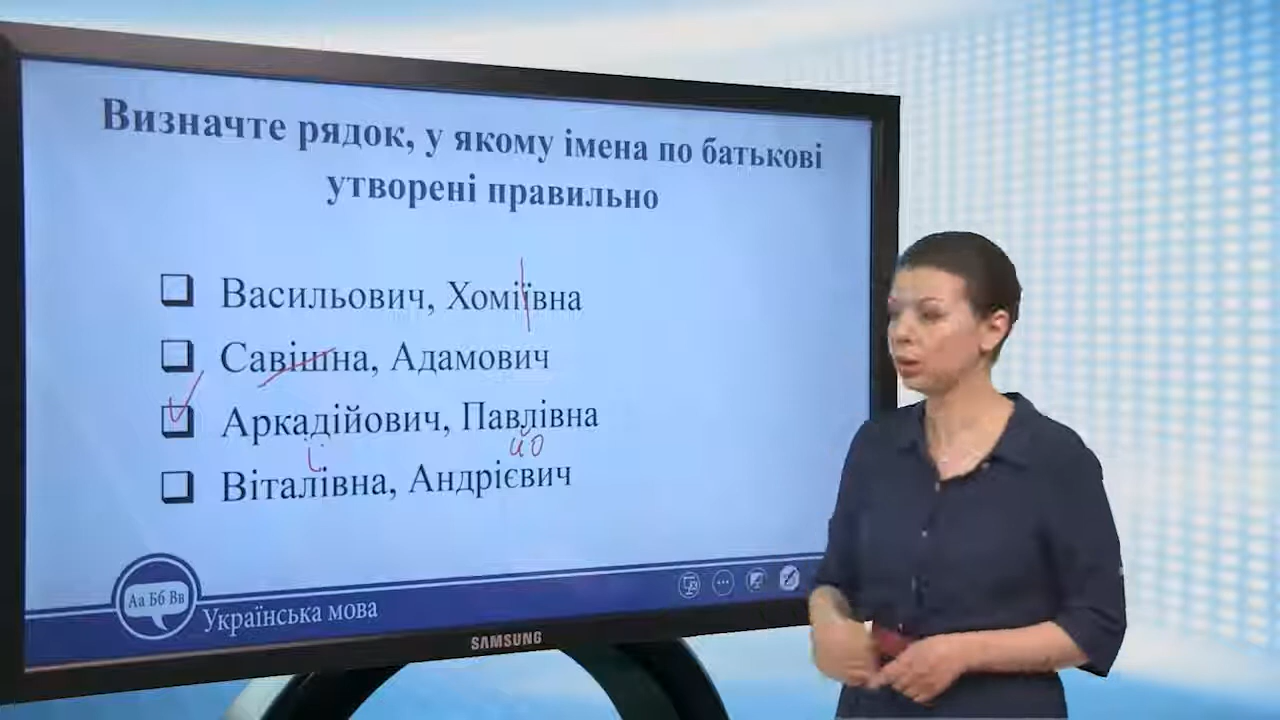 Визначте рядок, у якому імена по батькові
утворені правильно
Васильович, Хоміївна
Савішна, Адамович
Аркадійович, Павлівна
ї йо
Віталівна, Андрієвич
Аа Бб Вв
Українська мова
SAMSUNG